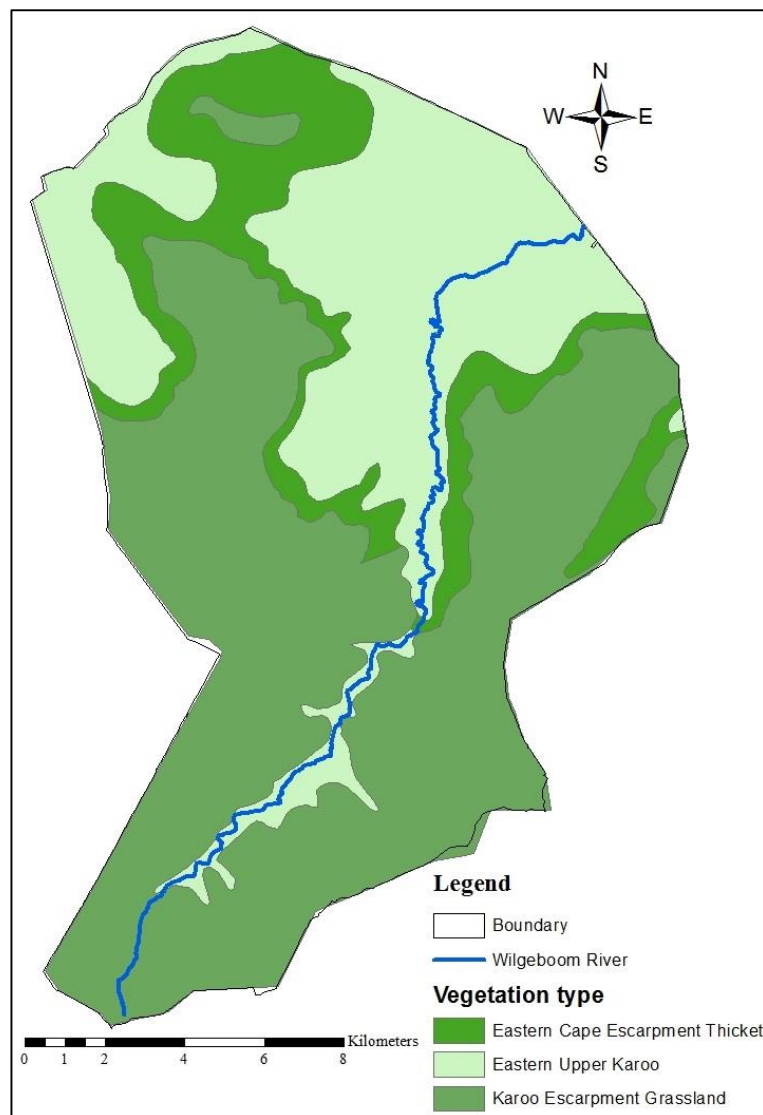 N
W E
S
Legend
Boundary
Wilgeboom River
Vegetation type
Eastern Cape Escarpment Thicket
Eastern Upper Karoo
Karoo Escarpment Grassland
Kilometers
0 1 2 4 6 8